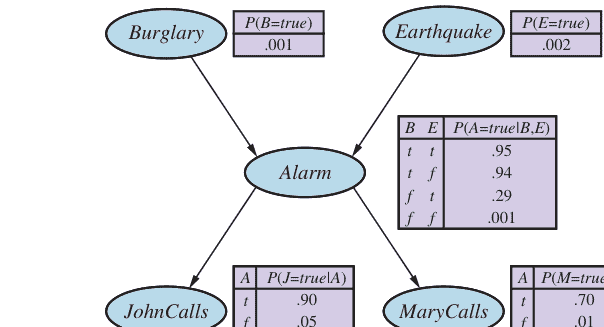 Burglary
P(B=true)
.001
Earthquake
P(E=true)
.002
B E P(A=true|B,E)
t t .95
t f .94
f t .29
f f .001
Alarm
JohnCalls
A P(J=true|A)
t .90
f .05
MaryCalls
A P(M=true
t .70
f .01